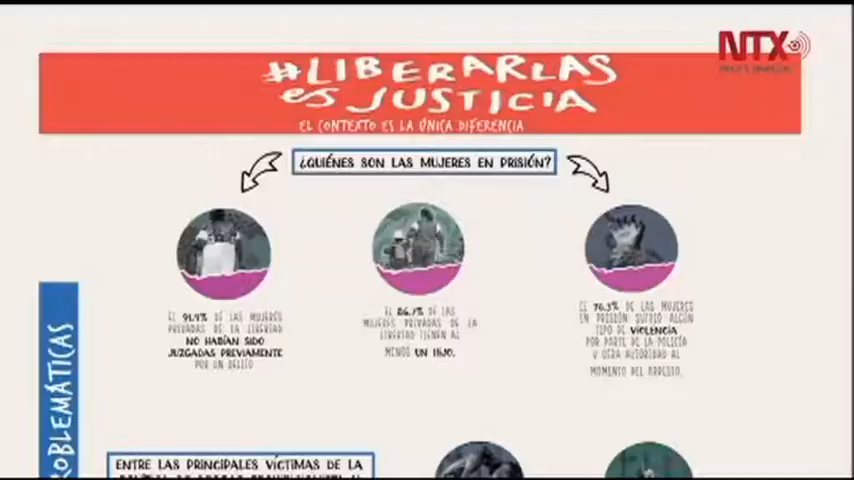 NTX
#LIBERARLAS
es JUSTICIA
EL CONTEXTO ES LA ÚNICA DIFERENCIA
¿QUIÉNES SON LAS MUJERES EN PRISIÓN?
EL 91.9% DE LAS MUJERES
PRIVADAS DE LA LIBERTAD
NO HABÍAN SIDO
JUZGADAS PREVIAMENTE
POR UN DELITO
EL 86.7% DE LAS
MUJERES PRIVADAS DE LA
LIBERTAD TIENEN AL
MENOS UN HIJO.
EL 76.3% DE LAS MUJERES
EN PRISIÓN SUFRIÓ ALGÚN
TIPO DE VIOLENCIA
POR PARTE DE LA POLICÍA
U OTRA AUTORIDAD AL
MOMENTO DEL ARRESTO.
ROBLEMÁTICAS
ENTRE LAS PRINCIPALES VÍCTIMAS DE LA